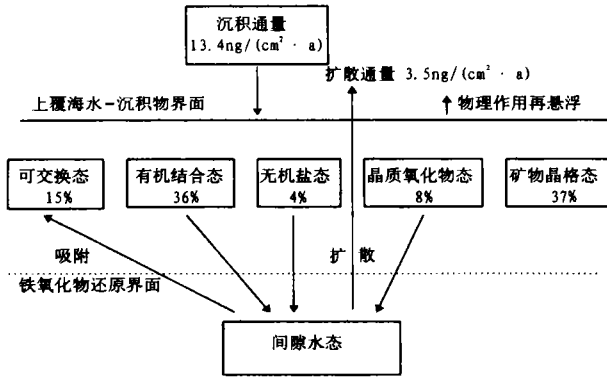 沉积通量
13.4ng/(cm² · a)
扩散通量 3.5ng/(cm² · a)
上覆海水-沉积物界面
物理作用再悬浮
可交换态
15%
有机结合态
36%
无机盐态
4%
晶质氧化物态
8%
矿物晶格态
37%
吸附
扩 散
铁氧化物还原界面
间隙水态